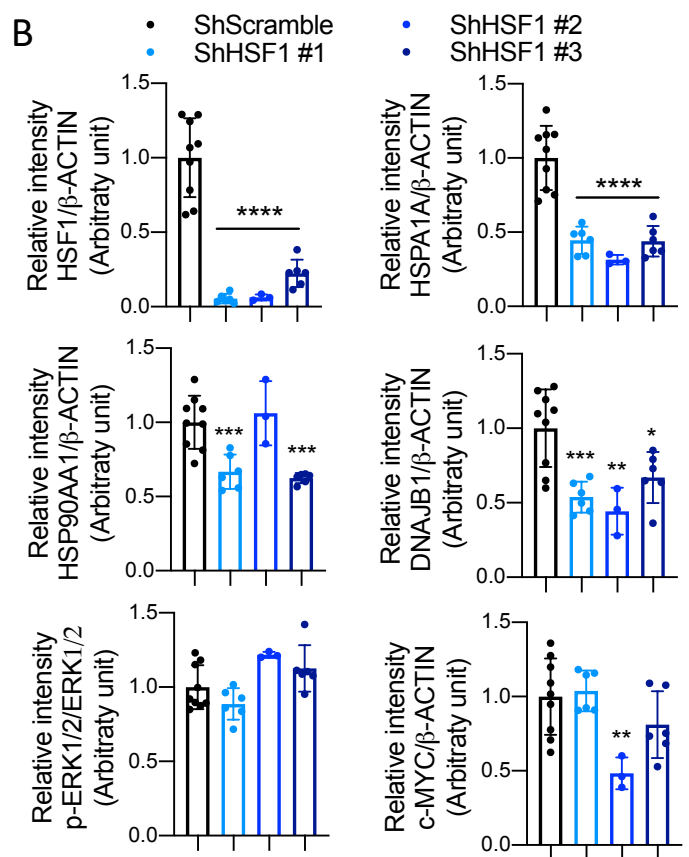 B
ShScramble
ShHSF1 #2
ShHSF1 #1
ShHSF1 #3
Relative intensity
HSF1/β-ACTIN
(Arbitraty unit)
1.5
1.0
0.5
0.0
****
Relative intensity
HSPA1A/β-ACTIN
(Arbitraty unit)
1.5
1.0
0.5
0.0
****
Relative intensity
HSP90AA1/β-ACTIN
(Arbitraty unit)
1.5
1.0
0.5
0.0
***
***
Relative intensity
DNAJB1/β-ACTIN
(Arbitraty unit)
1.5
1.0
0.5
0.0
***
**
*
Relative intensity
p-ERK1/2/ERK1/2
(Arbitraty unit)
1.5
1.0
0.5
0.0
Relative intensity
c-MYC/β-ACTIN
(Arbitraty unit)
1.5
1.0
0.5
0.0
**